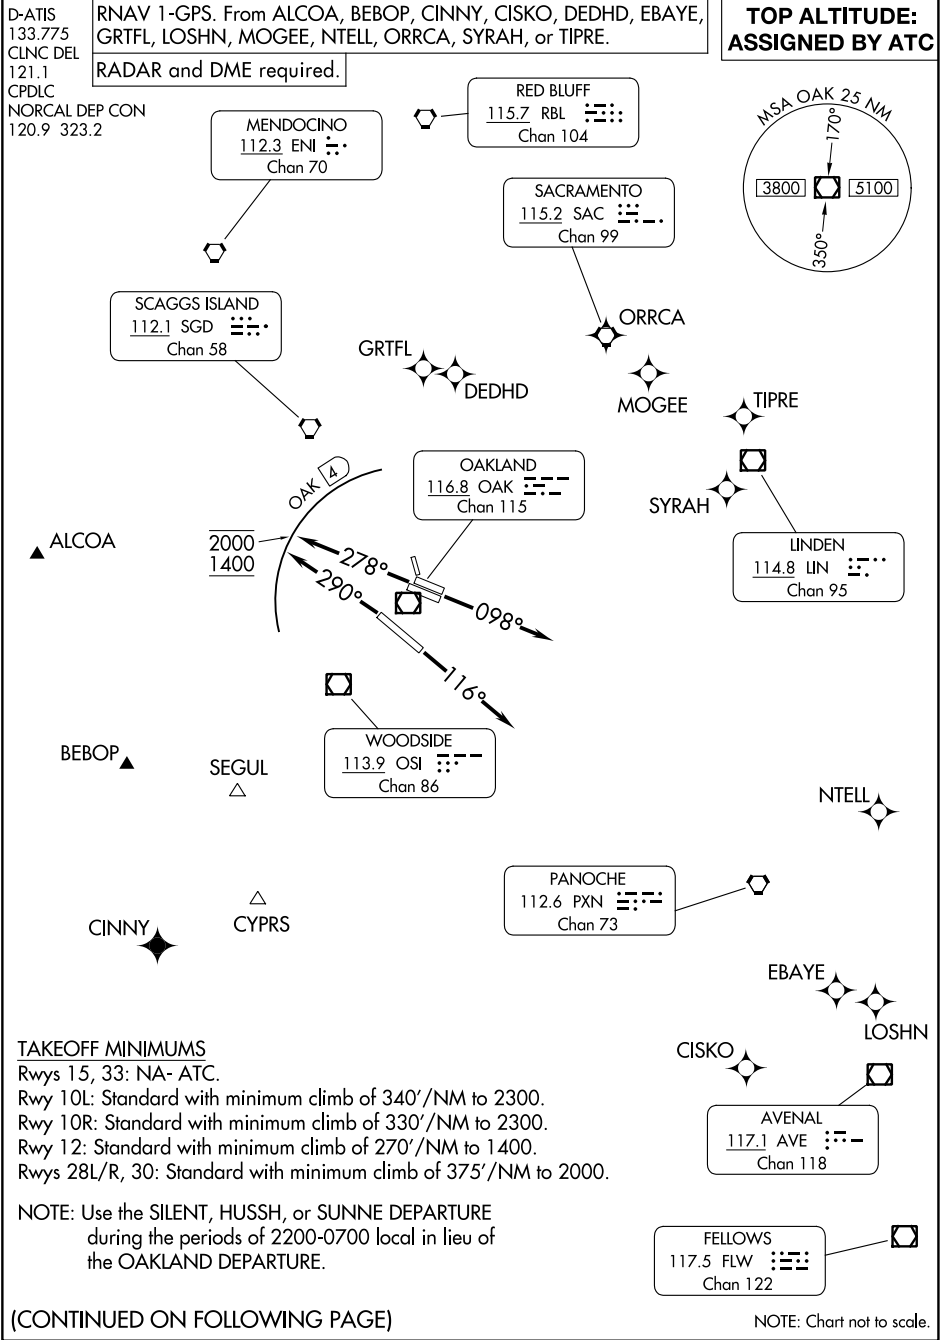 D-ATIS
133.775
CLNC DEL
121.1
CPDLC
NORCAL DEP CON
120.9 323.2
RNAV 1-GPS. From ALCOA, BEBOP, CINNY, CISKO, DEDHD, EBAYE,
GRTFL, LOSHN, MOGEE, NTELL, ORRCA, SYRAH, or TIPRE.
RADAR and DME required.
TOP ALTITUDE:
ASSIGNED BY ATC
MSA OAK 25 NM
170°
3800
5100
350°
RED BLUFF
115.7 RBL
Chan 104
MENDOCINO
112.3 ENI
Chan 70
SACRAMENTO
115.2 SAC
Chan 99
SCAGGS ISLAND
112.1 SGD
Chan 58
ORRCA
GRTFL
DEDHD
MOGEE
TIPRE
OAKLAND
116.8 OAK
Chan 115
OAK 4
SYRAH
ALCOA
2000
1400
278°
290°
098°
116°
LINDEN
114.8 LIN
Chan 95
WOODSIDE
113.9 OSI
Chan 86
BEBOP
SEGUL
NTELL
PANOCHE
112.6 PXN
Chan 73
CINNY
CYPRS
EBAYE
LOSHN
CISKO
AVENAL
117.1 AVE
Chan 118
TAKEOFF MINIMUMS
Rwys 15, 33: NA- ATC.
Rwy 10L: Standard with minimum climb of 340'/NM to 2300.
Rwy 10R: Standard with minimum climb of 330'/NM to 2300.
Rwy 12: Standard with minimum climb of 270'/NM to 1400.
Rwys 28L/R, 30: Standard with minimum climb of 375'/NM to 2000.
NOTE: Use the SILENT, HUSSH, or SUNNE DEPARTURE
during the periods of 2200-0700 local in lieu of
the OAKLAND DEPARTURE.
FELLOWS
117.5 FLW
Chan 122
(CONTINUED ON FOLLOWING PAGE)
NOTE: Chart not to scale.